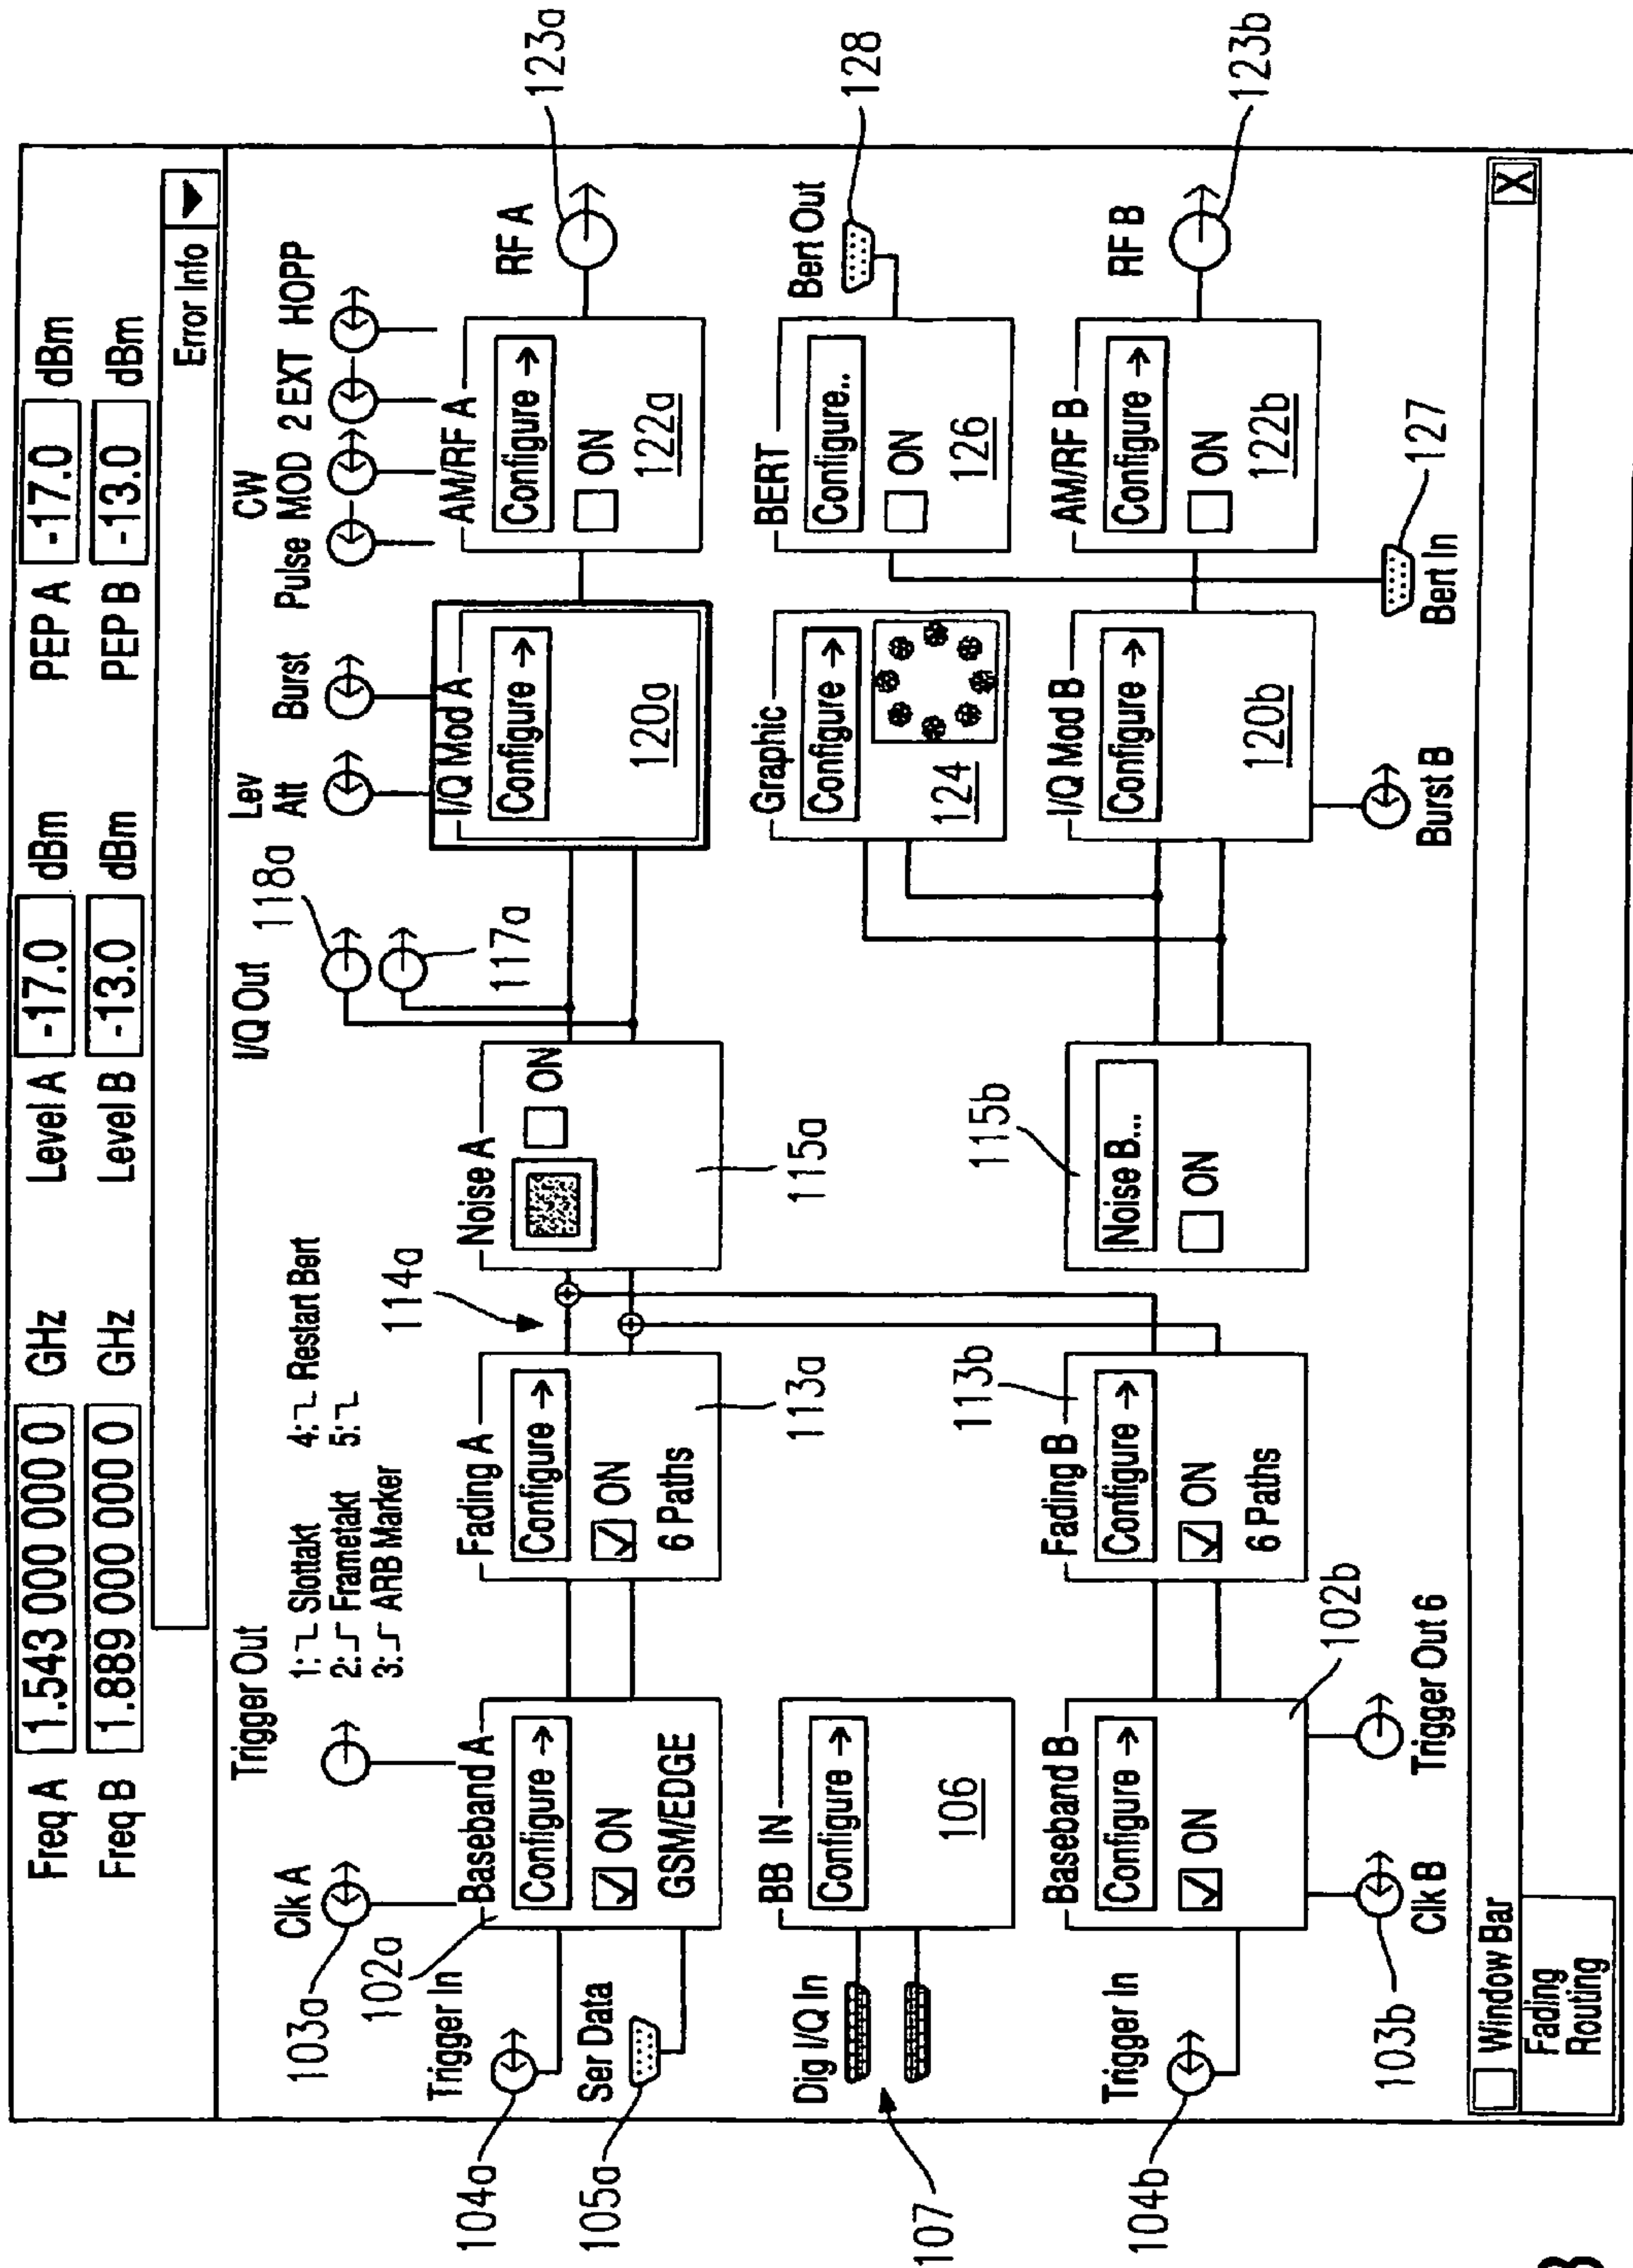 Freq A 1.543 000 000 0 GHz Level A -17.0 dBm PEP A -17.0 dBm
Freq B 1.889 000 000 0 GHz Level B -13.0 dBm PEP B -13.0 dBm
Error Info
Trigger Out
I/Q Out
Lev
Att
Burst
CW
Pulse MOD 2 EXT HOPP
Clk A
1: Slottakt
2: Frametakt
3: ARB Marker
4: Restart Bert
5:
118a
117a
103a
102a
104a
Trigger In
105a
Ser Data
Baseband A
Configure →
ON
GSM/EDGE
Fading A
Configure →
ON
6 Paths
113a
114a
Noise A
ON
115a
I/Q Mod A
Configure →
120a
AM/RF A
Configure →
ON
122a
RF A
123a
107
Dig I/Q In
BB IN
Configure →
106
Graphic
Configure →
124
BERT
Configure..
ON
126
Bert Out
128
104b
Trigger In
Baseband B
Configure →
ON
102b
Fading B
Configure →
ON
6 Paths
113b
115b
Noise B...
ON
I/Q Mod B
Configure →
120b
AM/RF B
Configure →
ON
122b
RF B
123b
103b
Clk B
Trigger Out 6
Burst B
Bert In
127
Window Bar
X
Fading
Routing
3